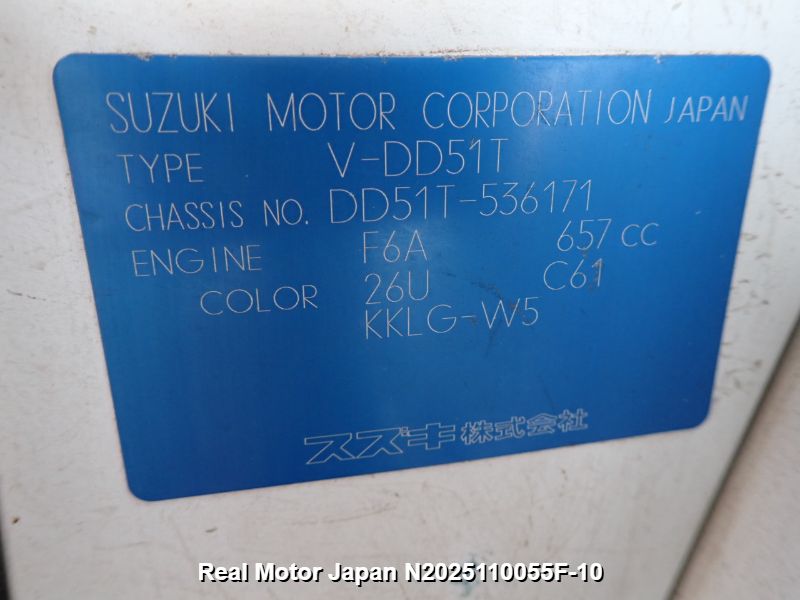 SUZUKI MOTOR CORPORATION JAPAN
TYPE V-DD51T
CHASSIS NO. DD51T-536171
ENGINE F6A 657 CC
COLOR 26U C61
KKLG-W5
スズキ株式会社
Real Motor Japan N2025110055F-10